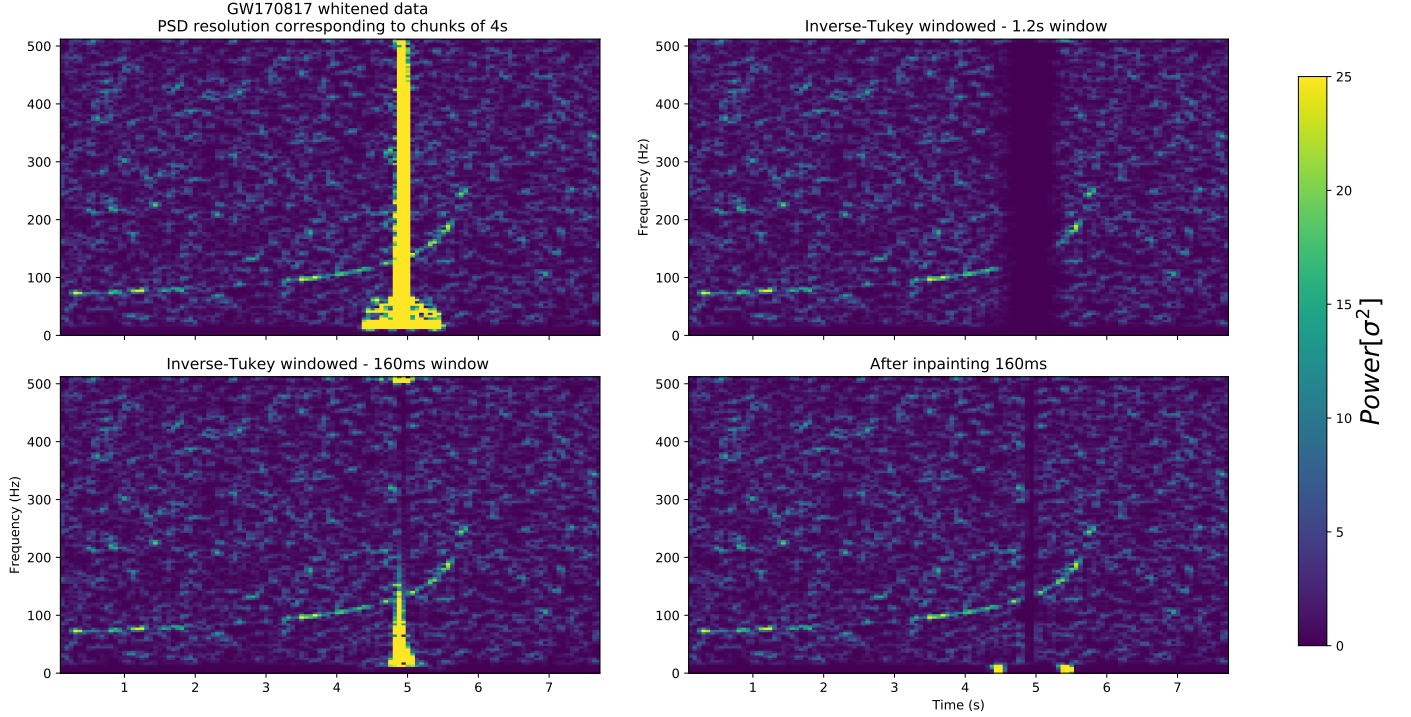 GW170817 whitened data
PSD resolution corresponding to chunks of 4s
Inverse-Tukey windowed - 1.2s window
500
400
300
200
100
0
500
400
300
200
100
0
Frequency (Hz)
Inverse-Tukey windowed - 160ms window
After inpainting 160ms
500
400
300
200
100
0
Frequency (Hz)
1 2 3 4 5 6 7
500
400
300
200
100
0
1 2 3 4 5 6 7
Time (s)
25
20
15
10
5
0
Power[σ²]